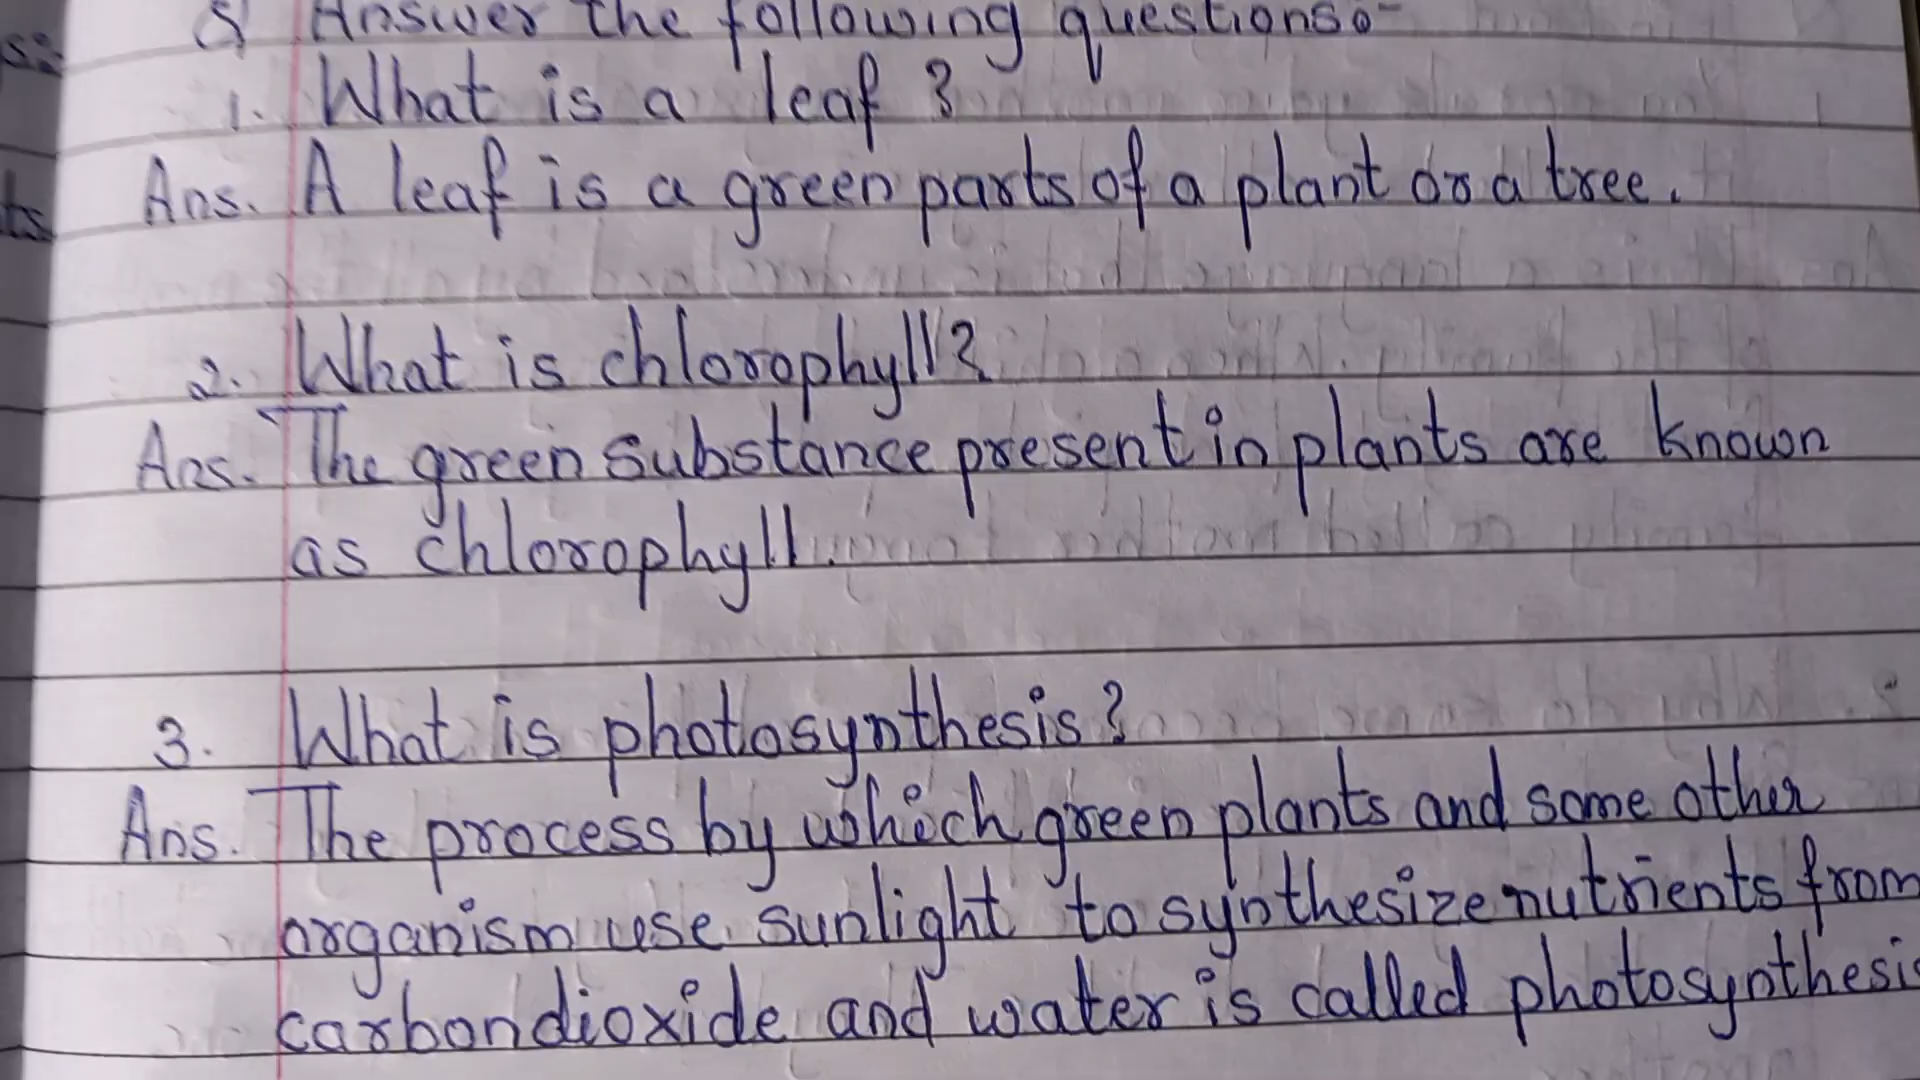 Q Answer the following questions:-
1. What is a leaf ?
Ans. A leaf is a green parts of a plant or a tree.
2. What is chlorophyll?
Ans. The green substance present in plants are known
as chlorophyll.
3. What is photosynthesis?
Ans. The process by which green plants and some other
organism use sunlight to synthesize nutrients from
carbondioxide and water is called photosynthesis